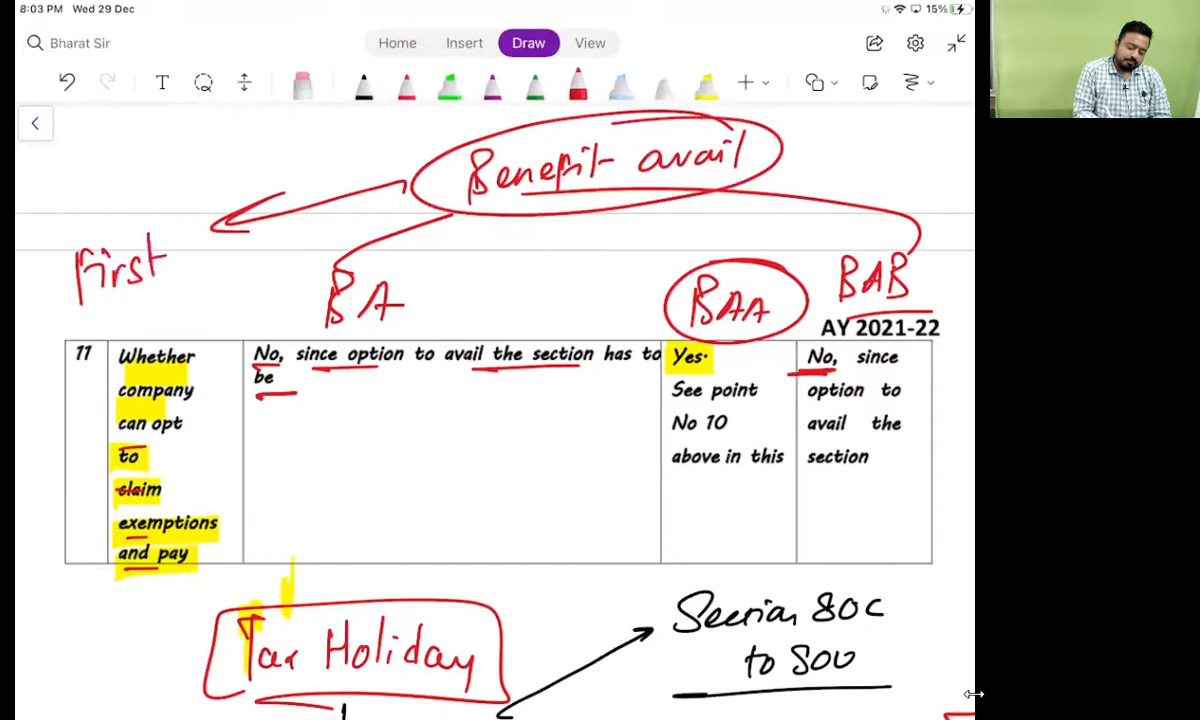 8:03 PM Wed 29 Dec
15%
Bharat Sir
Home Insert Draw View
T
Benefit avail
First
BA
BAA
BAB
AY 2021-22
11
Whether
company
can opt
to
claim
exemptions
and pay
No, since option to avail the section has to
be
Yes.
See point
No 10
above in this
No, since
option to
avail the
section
Tax Holiday
Section 80C
to 80U